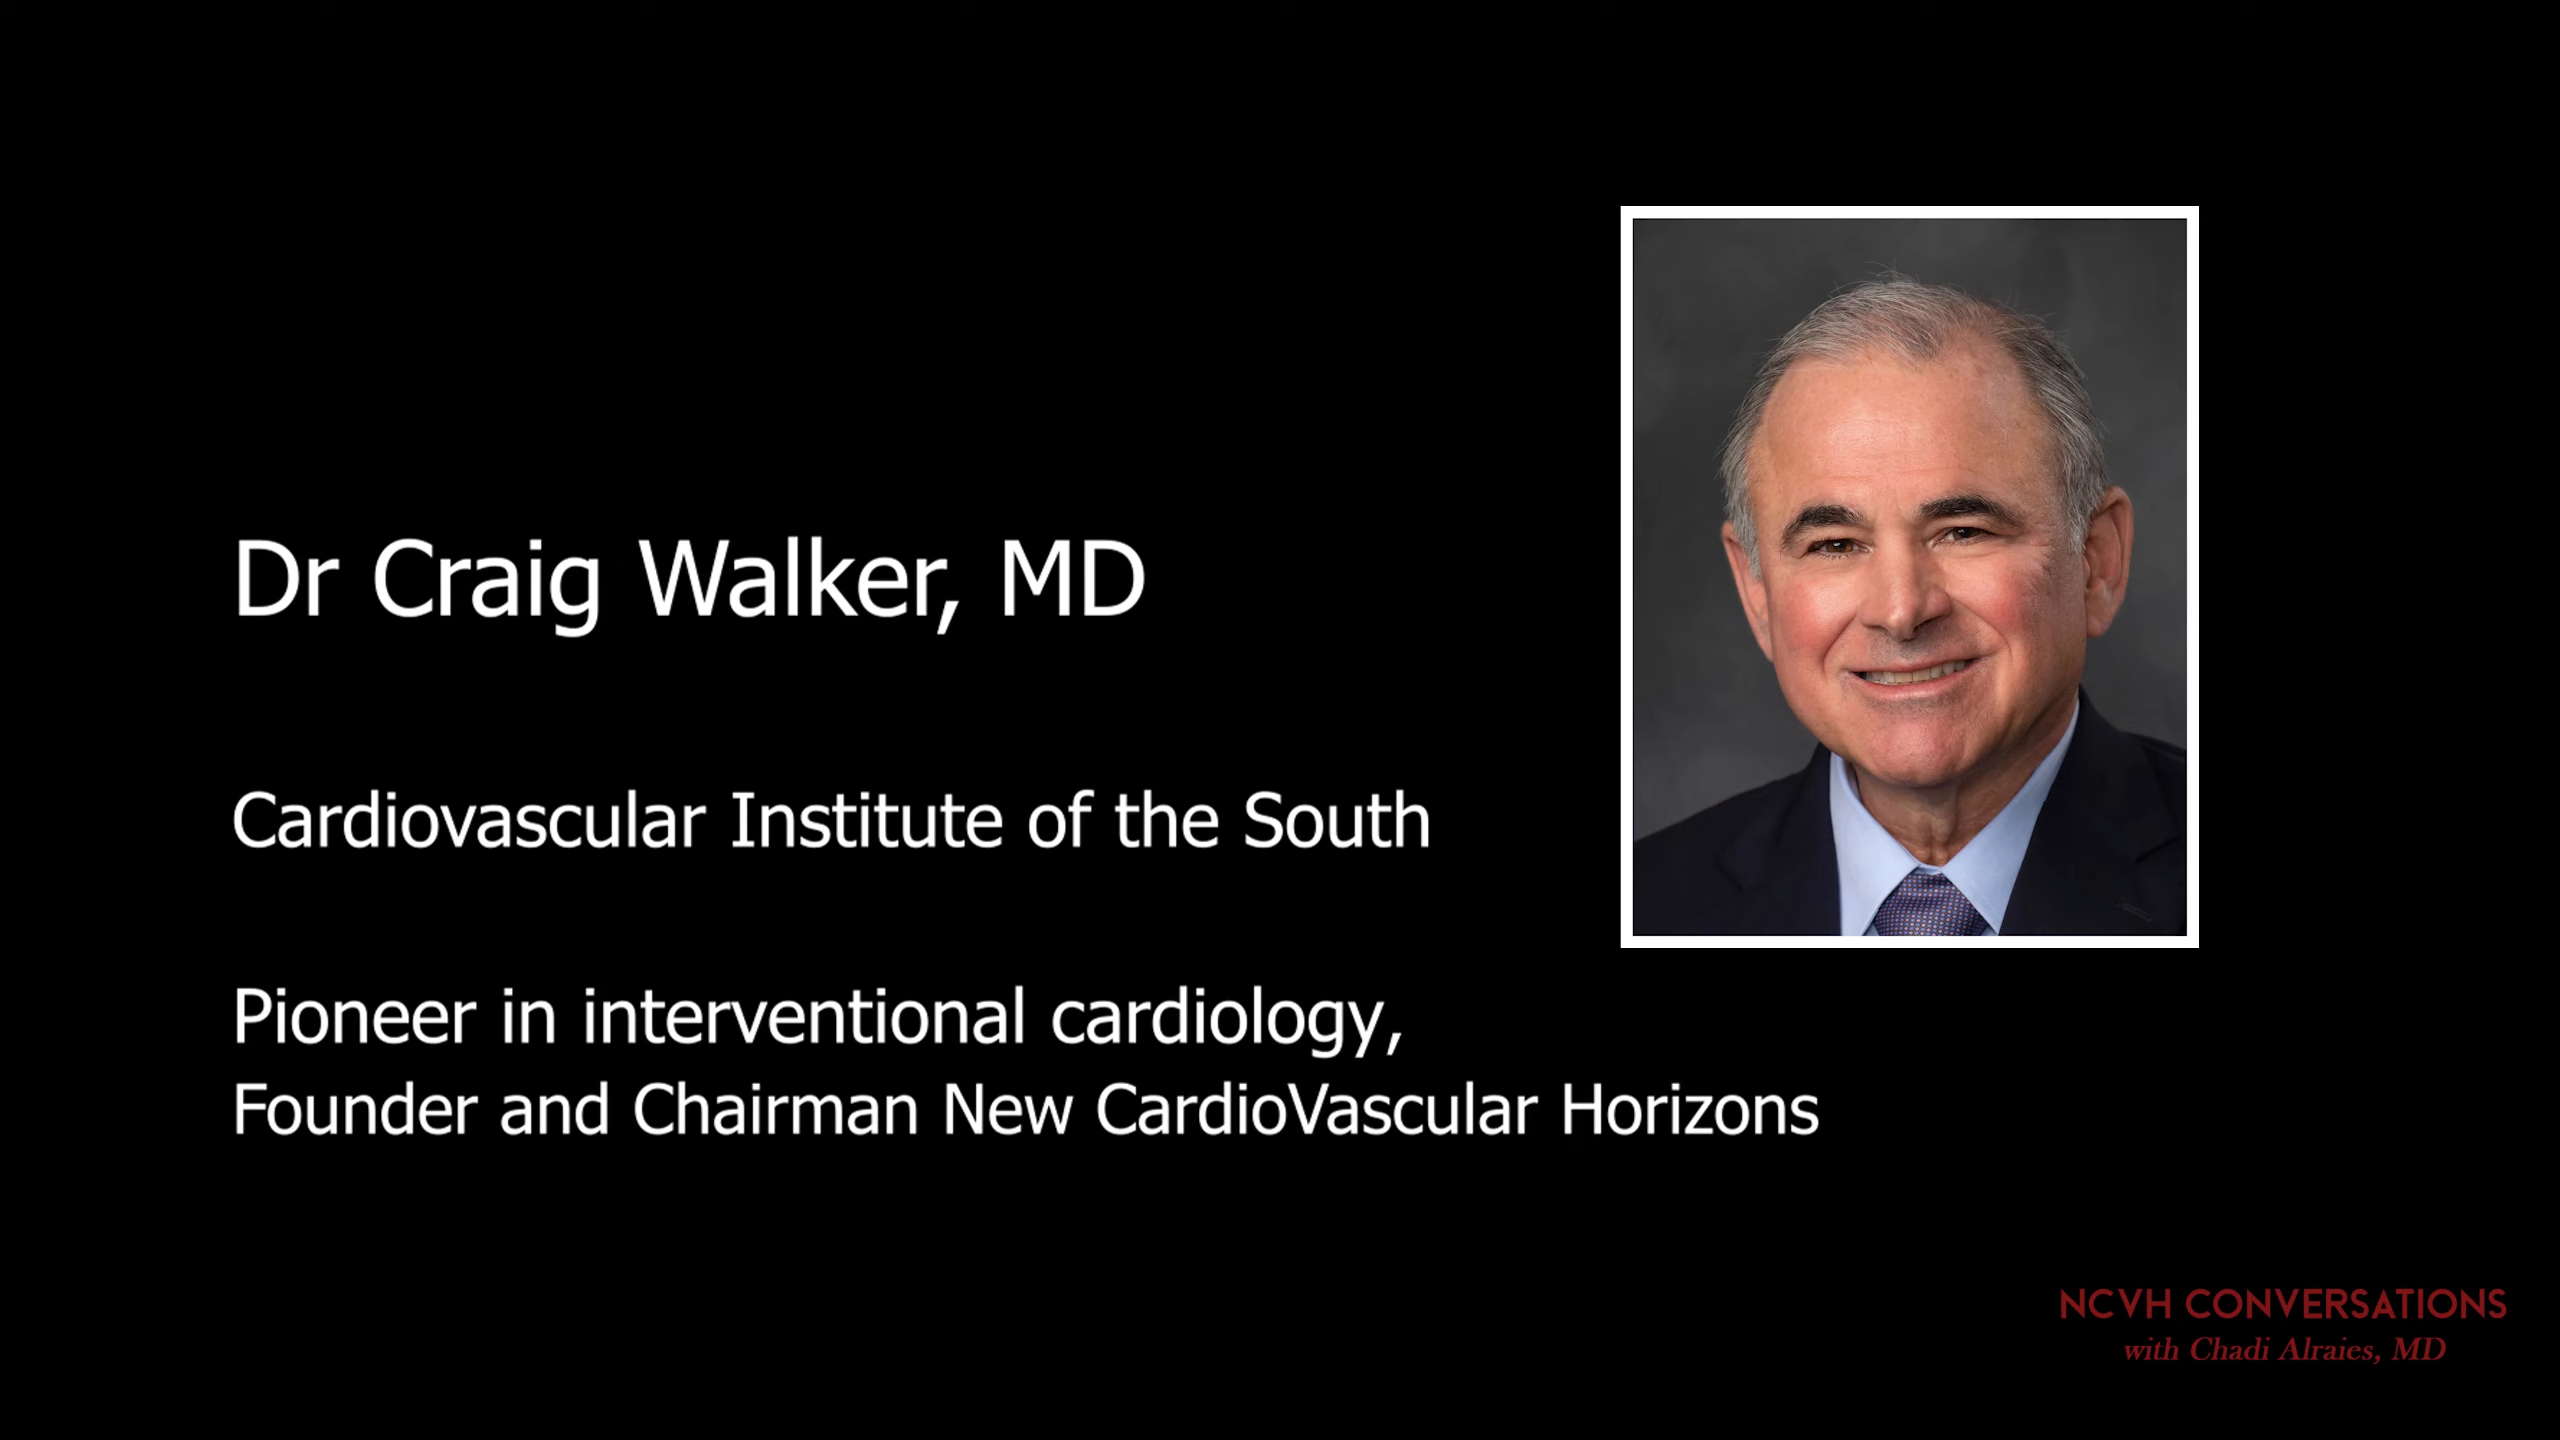 Dr Craig Walker, MD
Cardiovascular Institute of the South
Pioneer in interventional cardiology,
Founder and Chairman New CardioVascular Horizons
NCVH CONVERSATIONS
with Chadi Alraies, MD